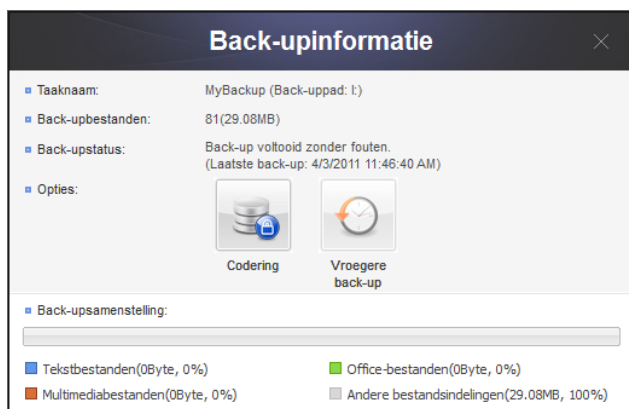 Back-upinformatie
Taaknaam: MyBackup (Back-uppad: I:)
Back-upbestanden: 81(29.08MB)
Back-upstatus: Back-up voltooid zonder fouten.
(Laatste back-up: 4/3/2011 11:46:40 AM)
Opties:
Codering Vroegere
back-up
Back-upsamenstelling:
Tekstbestanden(0Byte, 0%) Office-bestanden(0Byte, 0%)
Multimediabestanden(0Byte, 0%) Andere bestandsindelingen(29.08MB, 100%)